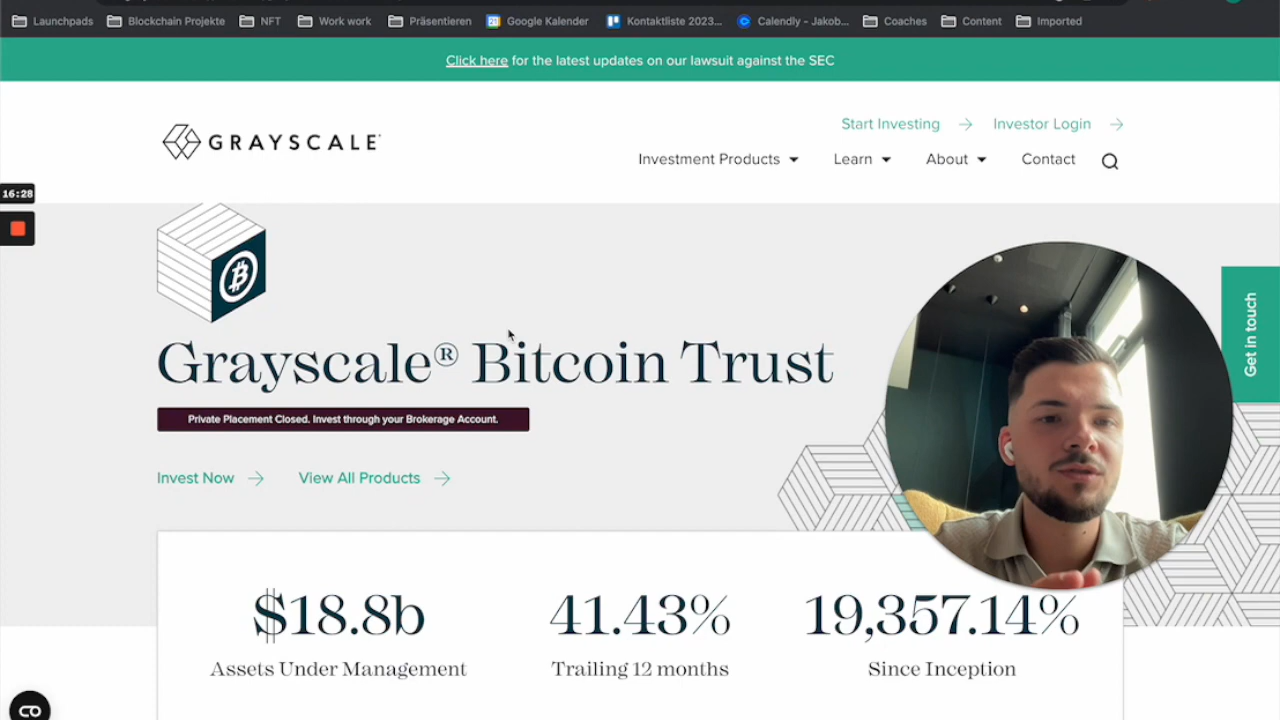 Launchpads Blockchain Projekte NFT Work work Präsentieren Google Kalender Kontaktliste 2023... Calendly - Jakob... Coaches Content Imported
Click here for the latest updates on our lawsuit against the SEC
Start Investing Investor Login
GRAYSCALE
Investment Products Learn About Contact
16:28
Grayscale® Bitcoin Trust
Private Placement Closed. Invest through your Brokerage Account.
Get in touch
Invest Now View All Products
$18.8b 41.43% 19,357.14%
Assets Under Management Trailing 12 months Since Inception